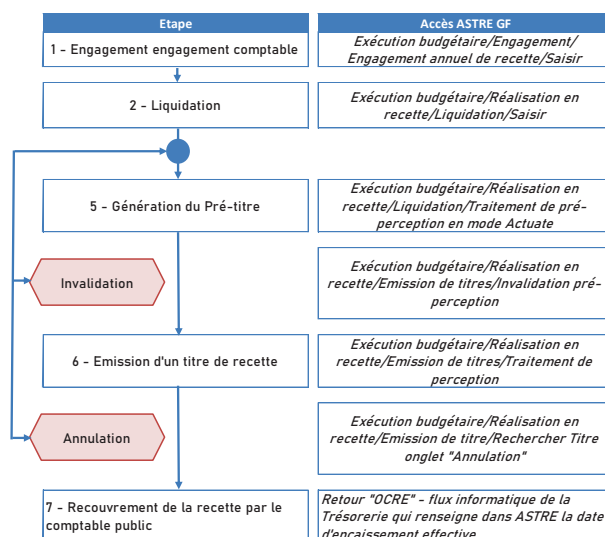 Etape
Accès ASTRE GF
1 - Engagement engagement comptable
Exécution budgétaire/Engagement/
Engagement annuel de recette/Saisir
2 - Liquidation
Exécution budgétaire/Réalisation en
recette/Liquidation/Saisir
5 - Génération du Pré-titre
Exécution budgétaire/Réalisation en
recette/Liquidation/Traitement de pré-
perception en mode Actuate
Invalidation
Exécution budgétaire/Réalisation en
recette/Emission de titres/Invalidation pré-
perception
6 - Emission d'un titre de recette
Exécution budgétaire/Réalisation en
recette/Emission de titres/Traitement de
perception
Annulation
Exécution budgétaire/Réalisation en
recette/Emission de titre/Rechercher Titre
onglet "Annulation"
7 - Recouvrement de la recette par le
comptable public
Retour "OCRE" - flux informatique de la
Trésorerie qui renseigne dans ASTRE la date
d'encaissement effective